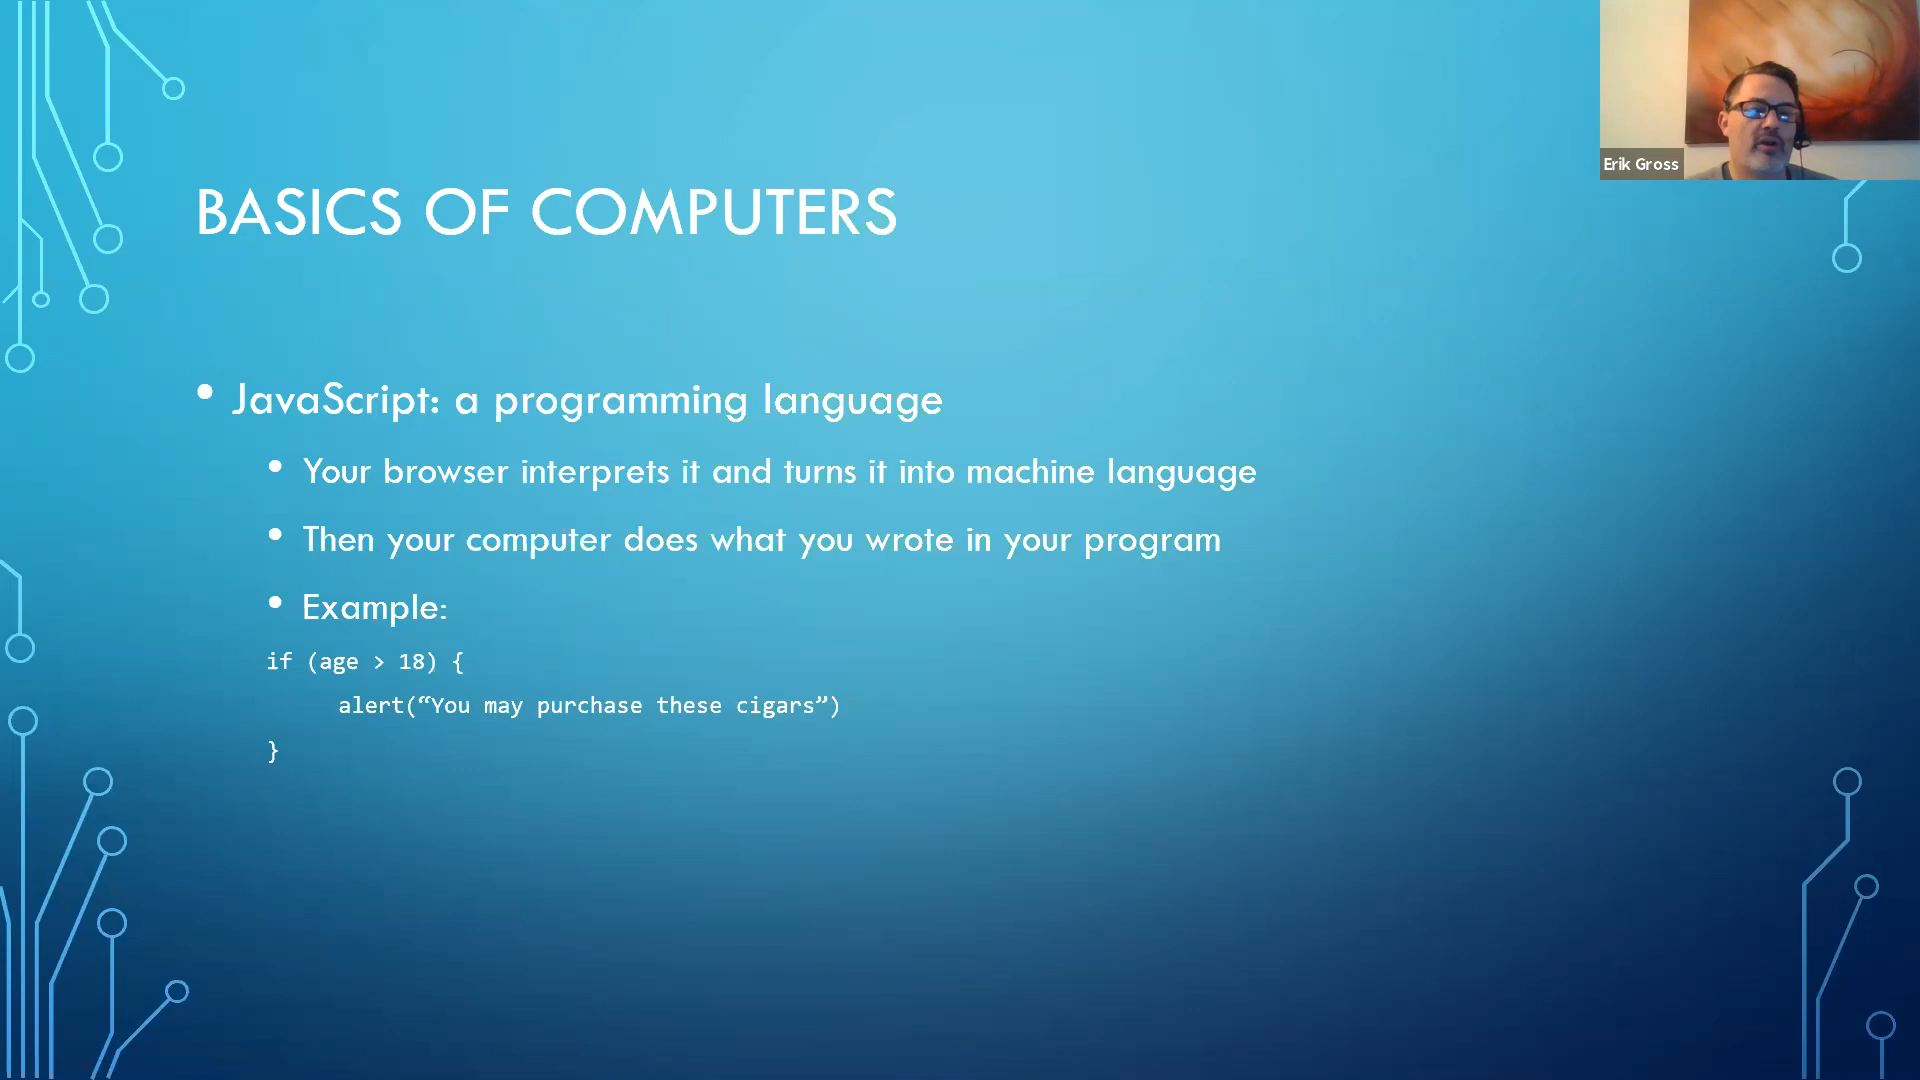 Erik Gross
BASICS OF COMPUTERS
• JavaScript: a programming language
• Your browser interprets it and turns it into machine language
• Then your computer does what you wrote in your program
• Example:
if (age > 18) {
alert(“You may purchase these cigars”)
}